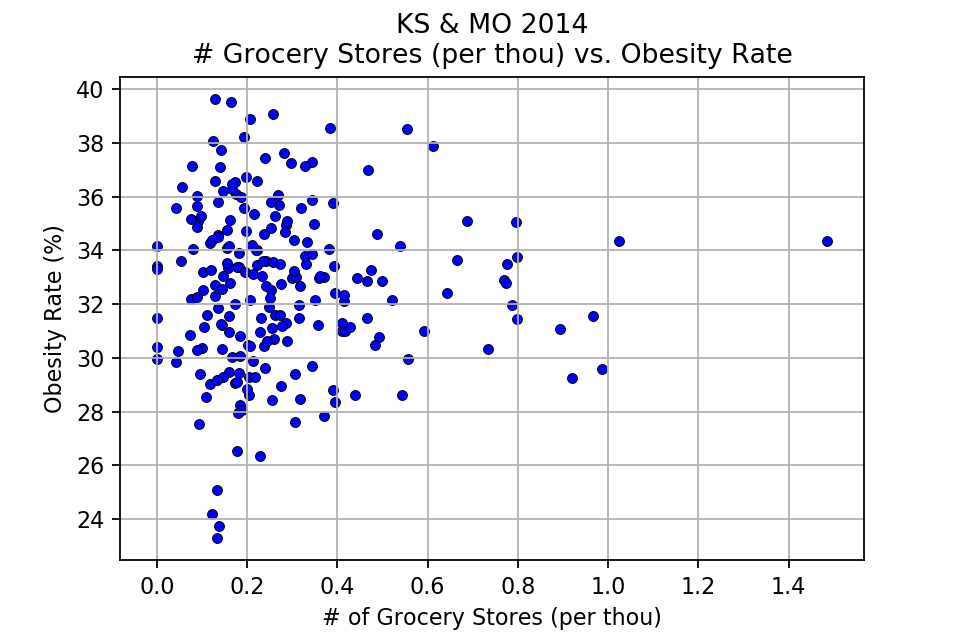 KS & MO 2014
# Grocery Stores (per thou) vs. Obesity Rate
40
38
36
34
32
30
28
26
24
Obesity Rate (%)
0.0 0.2 0.4 0.6 0.8 1.0 1.2 1.4
# of Grocery Stores (per thou)